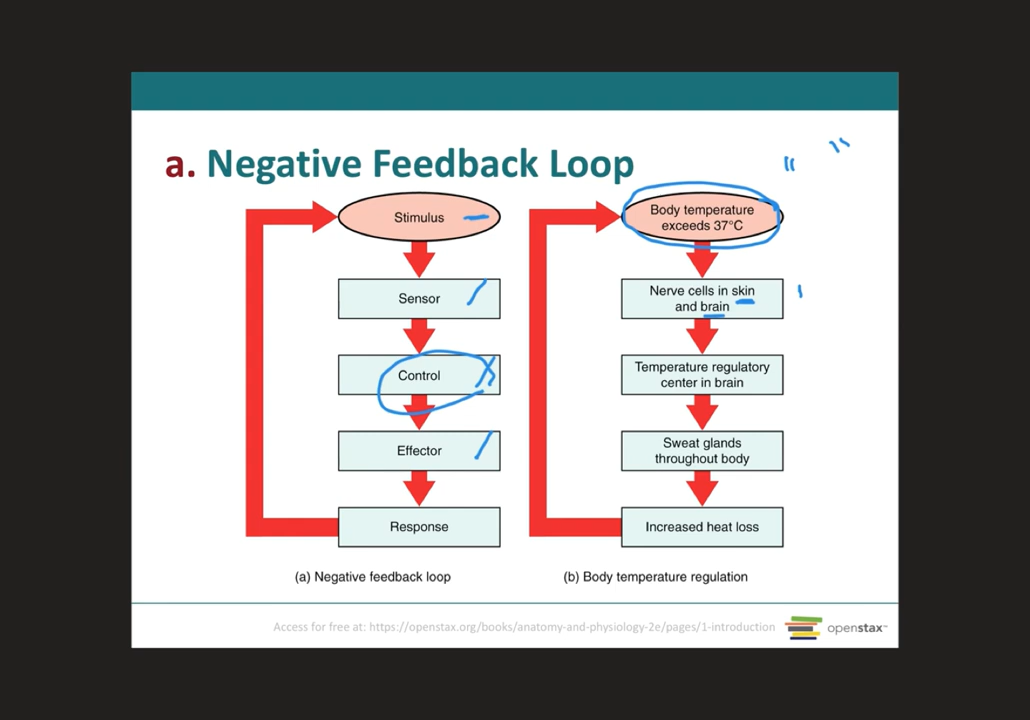 a. Negative Feedback Loop
Stimulus
Sensor
Control
Effector
Response
(a) Negative feedback loop
Body temperature
exceeds 37°C
Nerve cells in skin
and brain
Temperature regulatory
center in brain
Sweat glands
throughout body
Increased heat loss
(b) Body temperature regulation
Access for free at: https://openstax.org/books/anatomy-and-physiology-2e/pages/1-introduction
openstax™